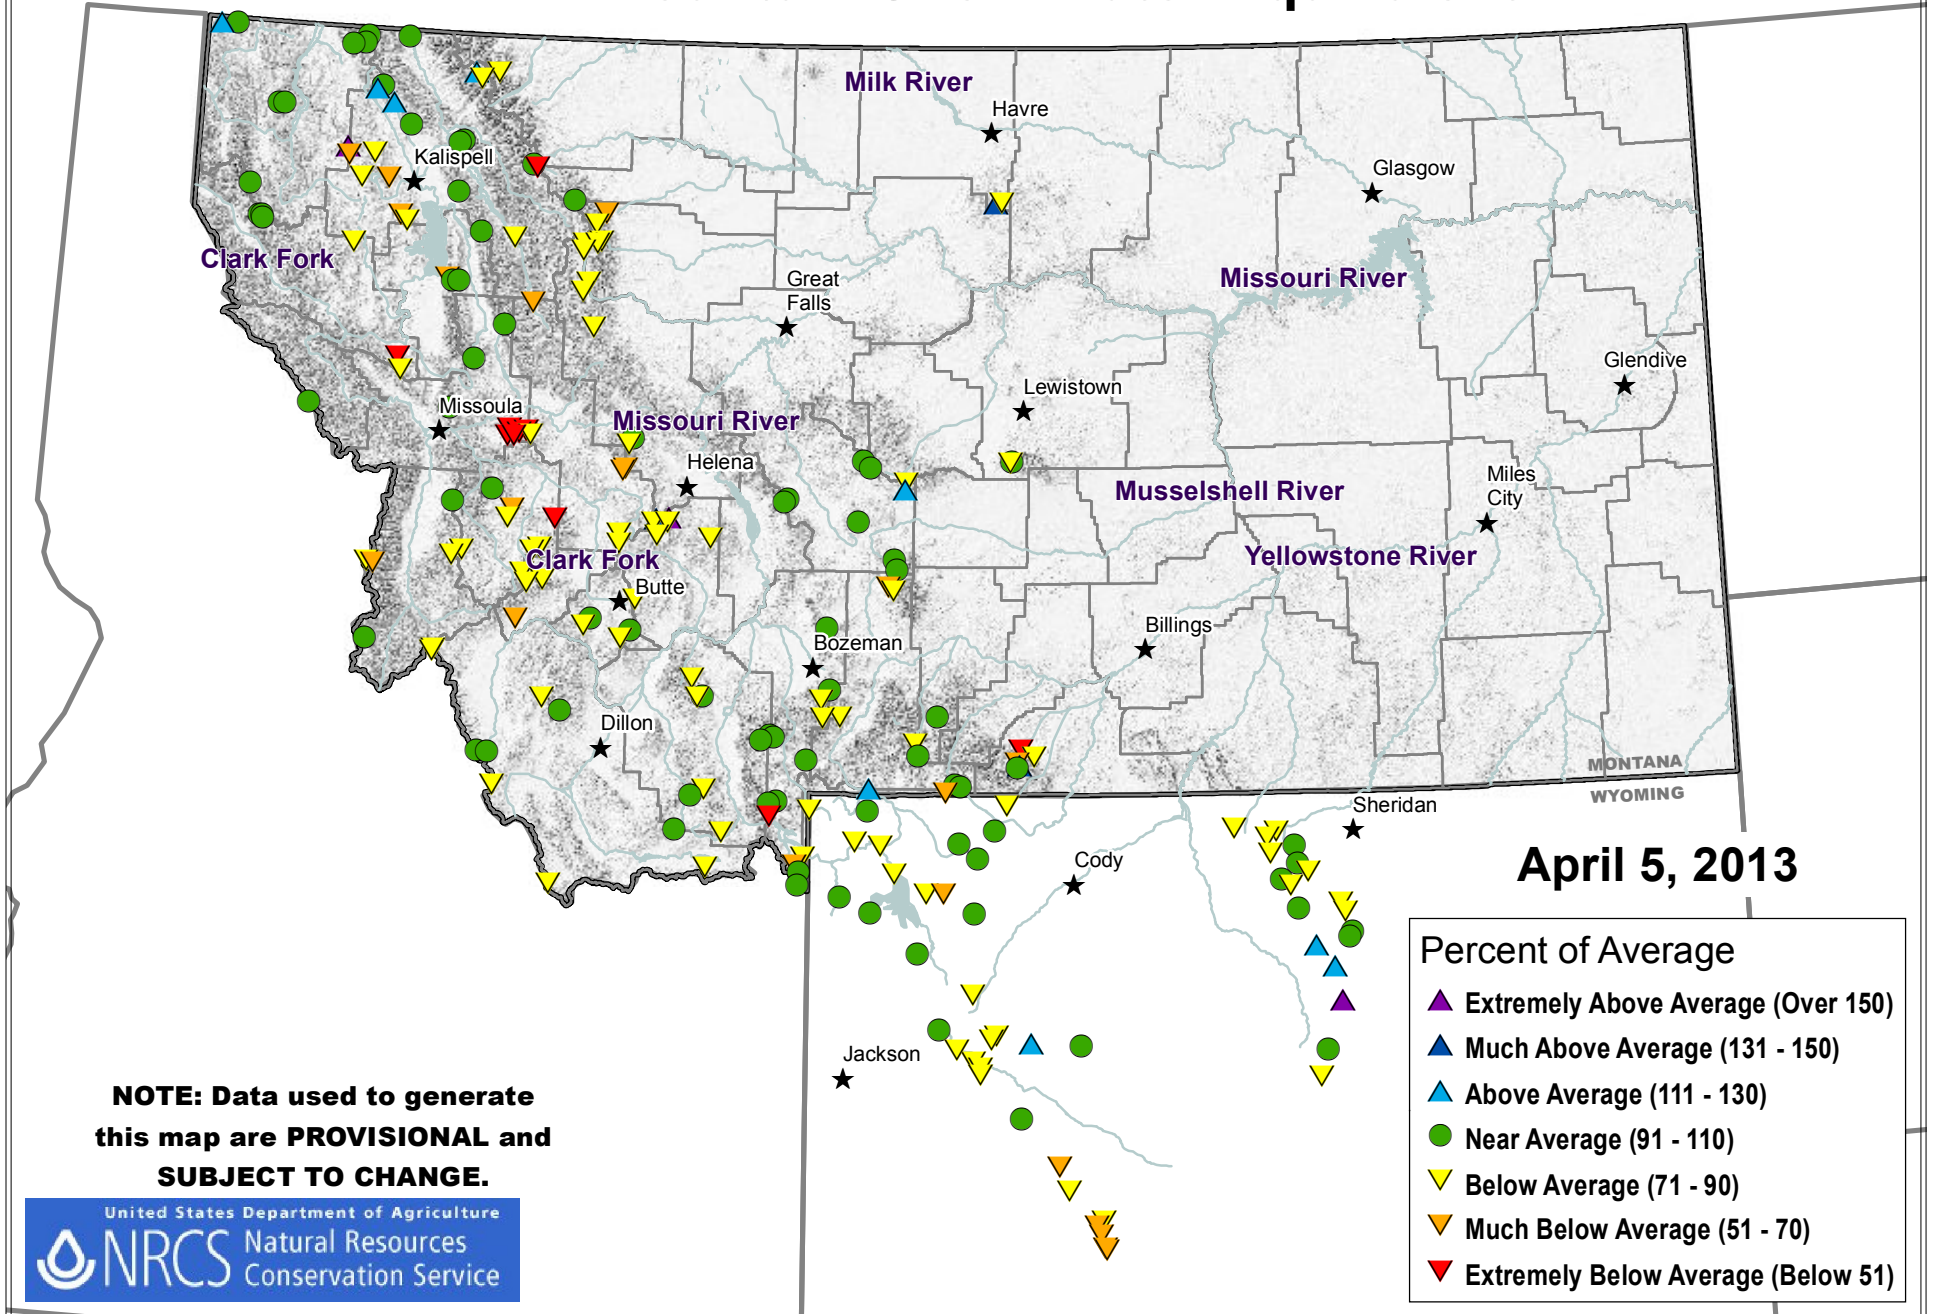 Milk River
Havre
Kalispell
Glasgow
Clark Fork
Great
Falls
Missouri River
Glendive
Lewistown
Missoula
Missouri River
Helena
Musselshell River
Miles
City
Clark Fork
Yellowstone River
Butte
Billings
Bozeman
Dillon
MONTANA
WYOMING
Sheridan
Cody
Jackson
April 5, 2013
Percent of Average
Extremely Above Average (Over 150)
Much Above Average (131 - 150)
Above Average (111 - 130)
Near Average (91 - 110)
Below Average (71 - 90)
Much Below Average (51 - 70)
Extremely Below Average (Below 51)
NOTE: Data used to generate
this map are PROVISIONAL and
SUBJECT TO CHANGE.
United States Department of Agriculture
NRCS
Natural Resources
Conservation Service